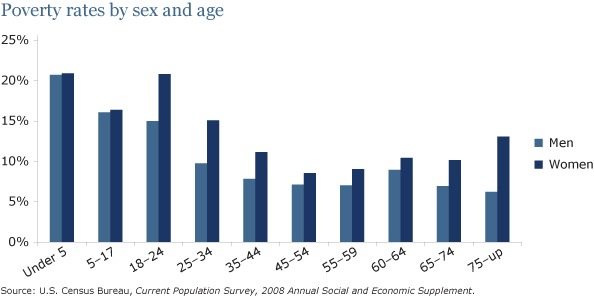 Poverty rates by sex and age
25%
20%
15%
10%
5%
0%
Men
Women
Under 5
5–17
18–24
25–34
35–44
45–54
55–59
60–64
65–74
75–up
Source: U.S. Census Bureau, Current Population Survey, 2008 Annual Social and Economic Supplement.